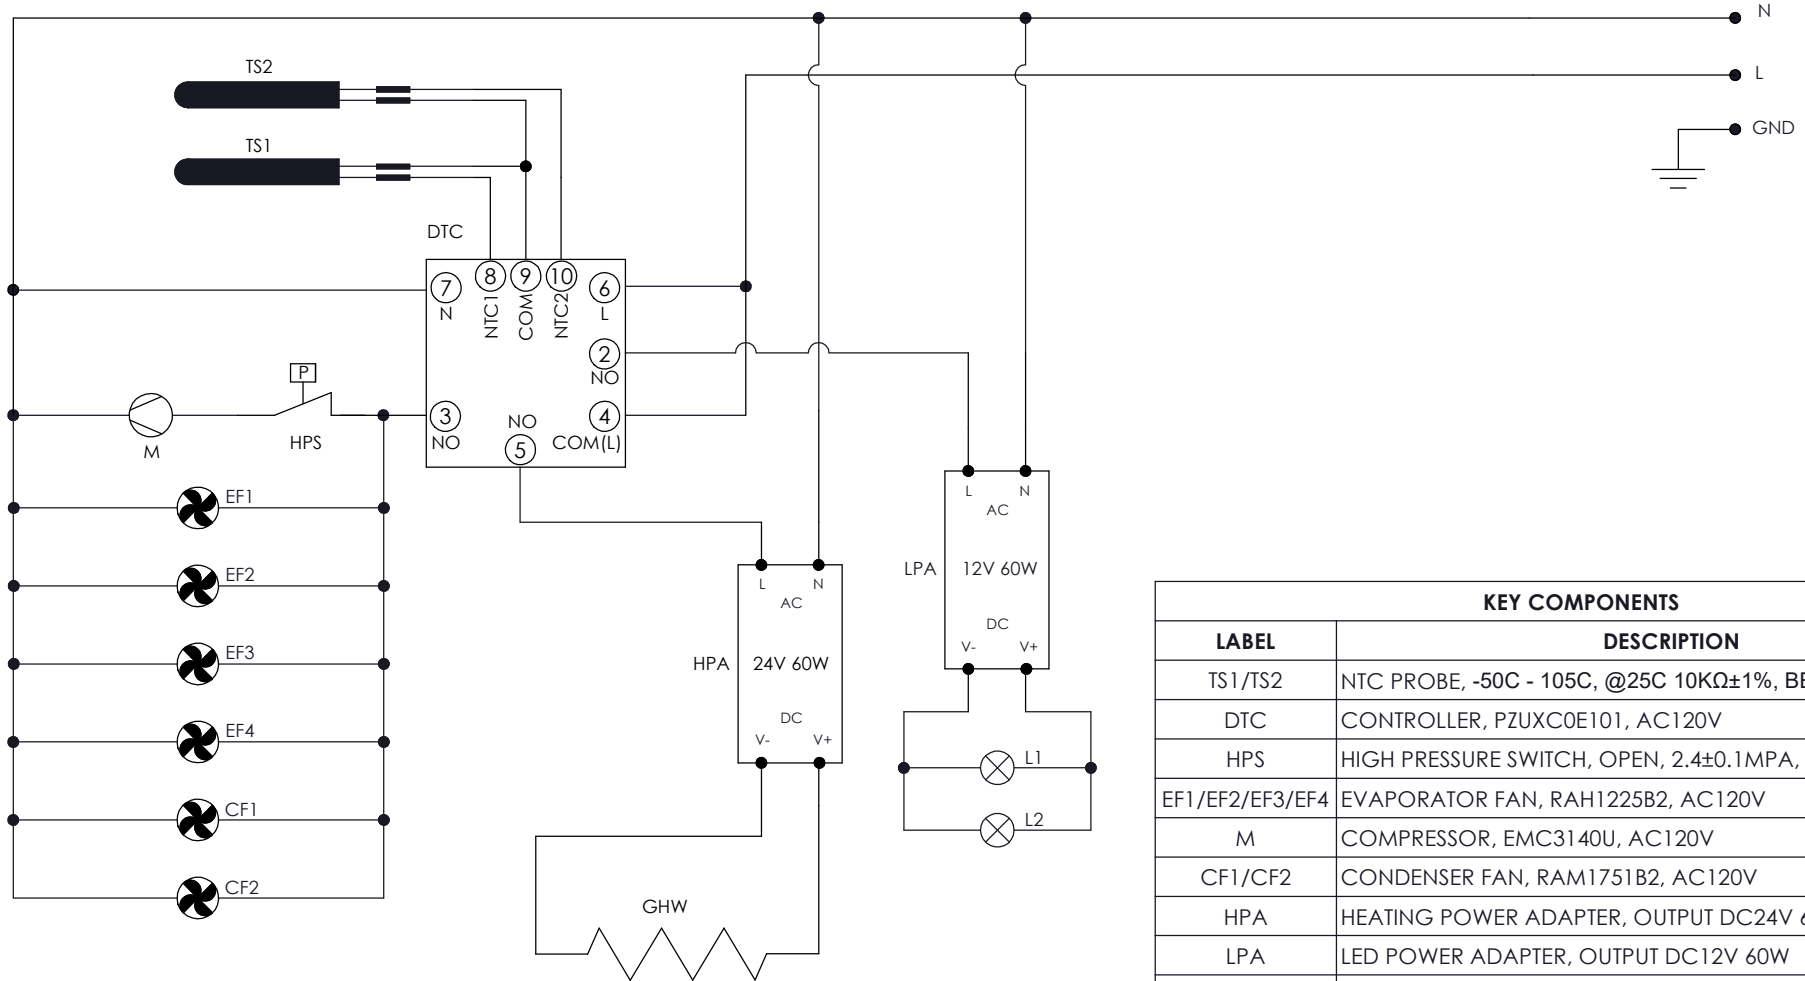 N
L
GND
TS2
TS1
DTC
7
N
8
NTC1
9
COM
10
NTC2
6
L
2
NO
P
HPS
M
3
NO
NO
5
4
COM(L)
EF1
EF2
EF3
EF4
CF1
CF2
L N
AC
LPA 12V 60W
DC
V- V+
L1
L2
L N
AC
HPA 24V 60W
DC
V- V+
GHW
KEY COMPONENTS
LABEL DESCRIPTION
TS1/TS2 NTC PROBE, -50C - 105C, @25C 10KΩ±1%,
DTC CONTROLLER, PZUXC0E101, AC120V
HPS HIGH PRESSURE SWITCH, OPEN, 2.4±0.1MPA,
EF1/EF2/EF3/EF4 EVAPORATOR FAN, RAH1225B2, AC120V
M COMPRESSOR, EMC3140U, AC120V
CF1/CF2 CONDENSER FAN, RAM1751B2, AC120V
HPA HEATING POWER ADAPTER, OUTPUT DC24V
LPA LED POWER ADAPTER, OUTPUT DC12V 60W